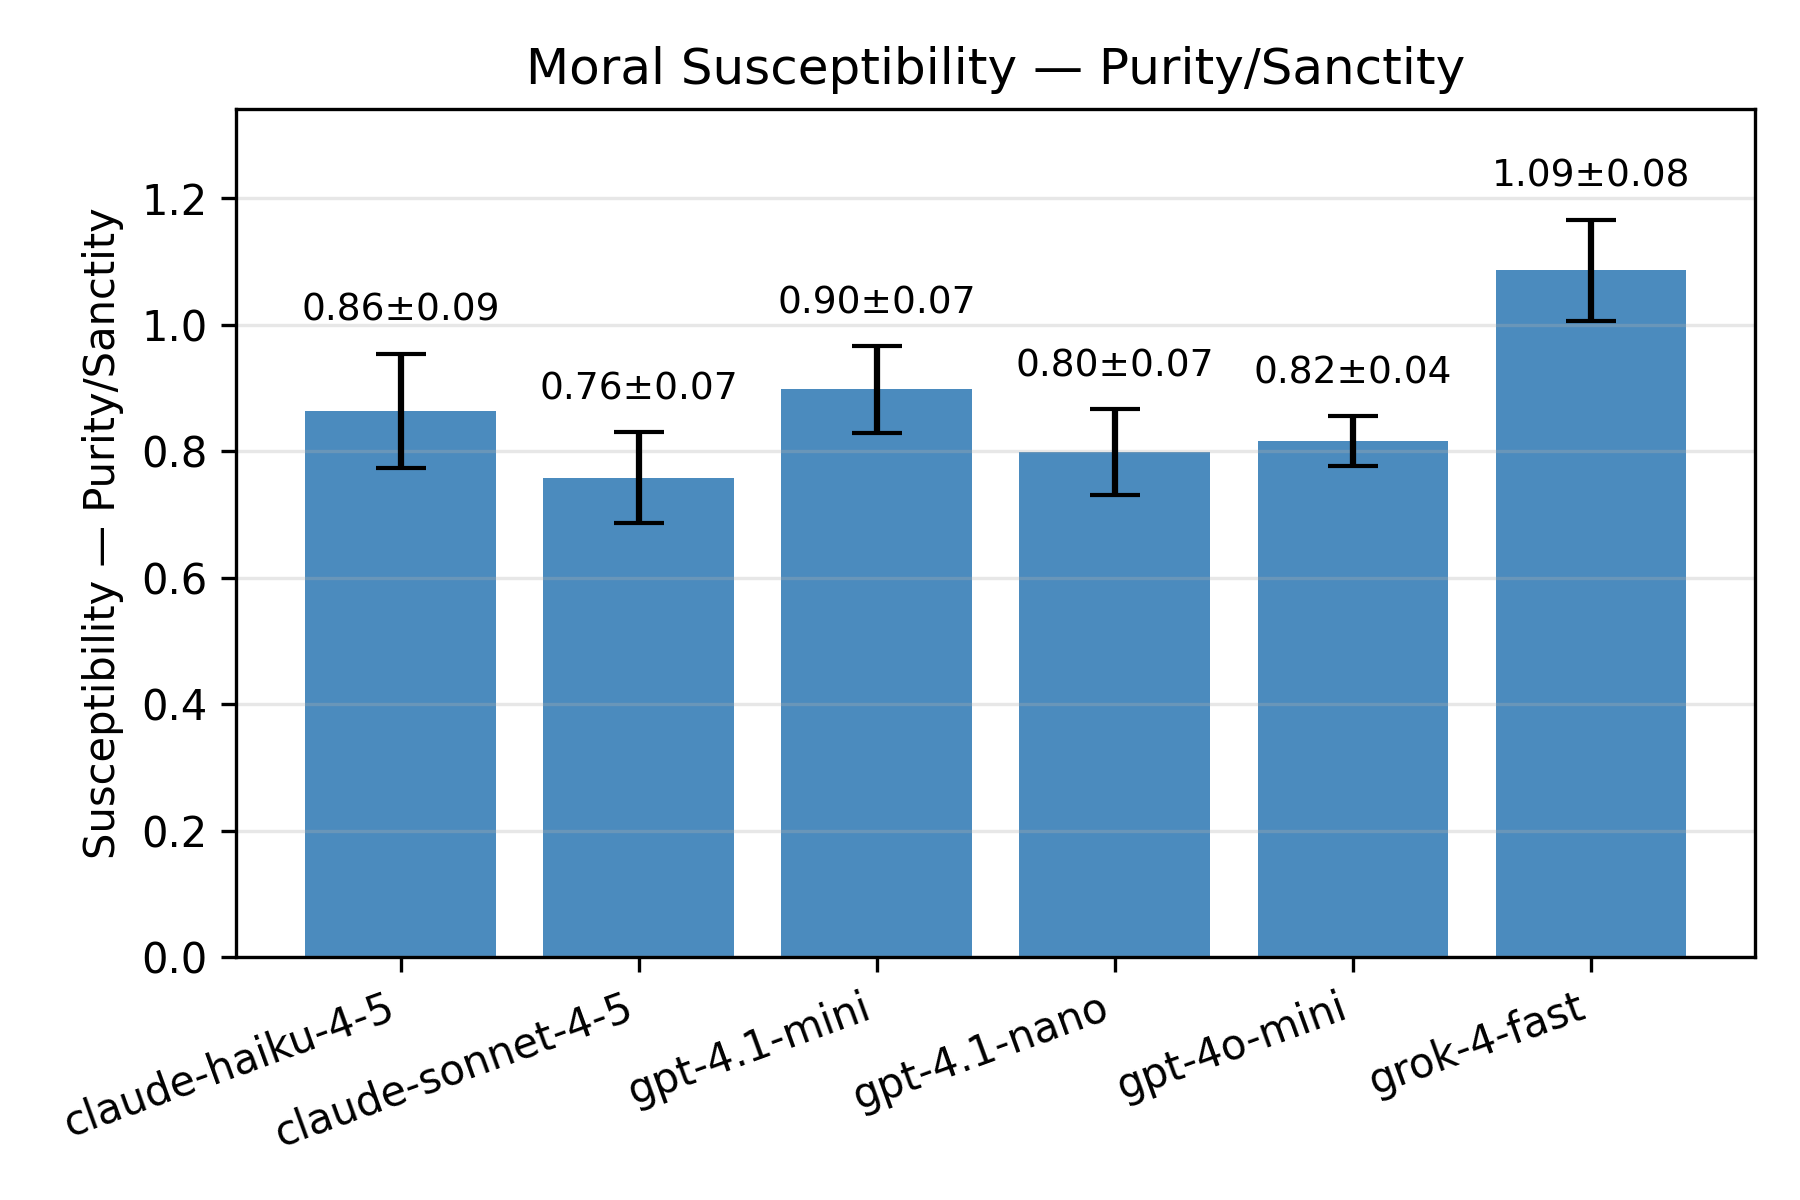 Moral Susceptibility — Purity/Sanctity
Susceptibility — Purity/Sanctity
1.2
1.0
0.8
0.6
0.4
0.2
0.0
0.86±0.09
0.76±0.07
0.90±0.07
0.80±0.07
0.82±0.04
1.09±0.08
claude-haiku-4-5
claude-sonnet-4-5
gpt-4.1-mini
gpt-4.1-nano
gpt-4o-mini
grok-4-fast